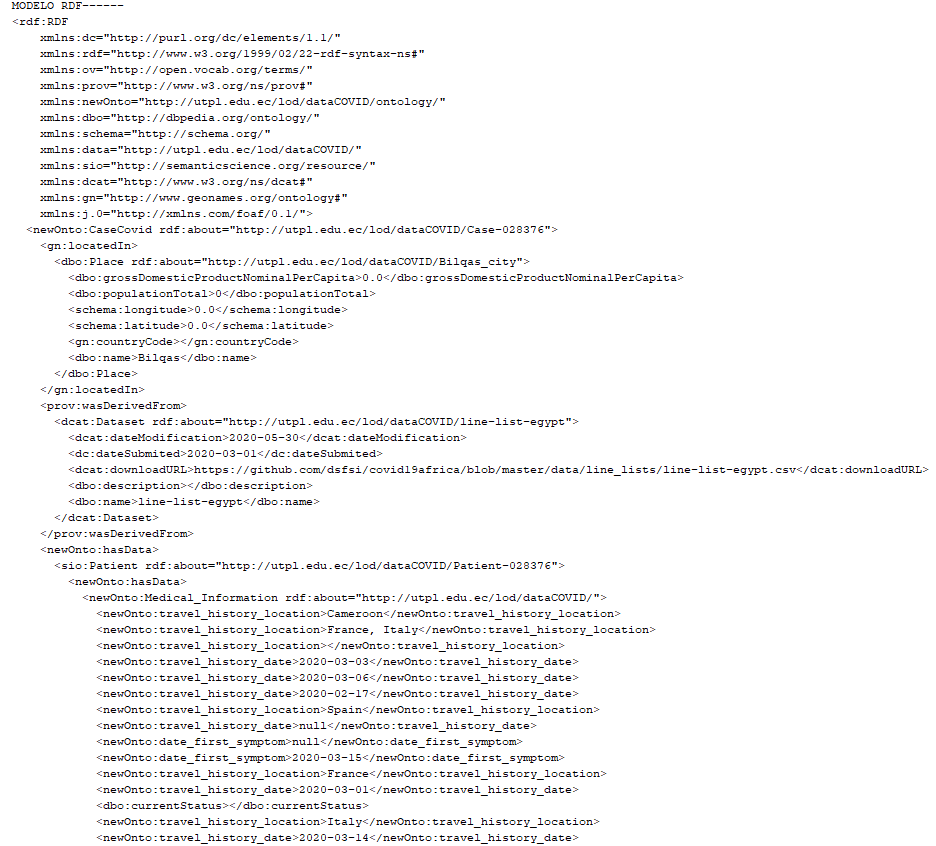 MODELO RDF------
<rdf:RDF
    xmlns:dc="http://purl.org/dc/elements/1.1/"
    xmlns:rdf="http://www.w3.org/1999/02/22-rdf-syntax-ns#"
    xmlns:ov="http://open.vocab.org/terms/"
    xmlns:prov="http://www.w3.org/ns/prov#"
    xmlns:newOnto="http://utpl.edu.ec/lod/dataCOVID/ontology/"
    xmlns:dbo="http://dbpedia.org/ontology/"
    xmlns:schema="http://schema.org/"
    xmlns:data="http://utpl.edu.ec/lod/dataCOVID/"
    xmlns:sio="http://semanticscience.org/resource/"
    xmlns:dcat="http://www.w3.org/ns/dcat#"
    xmlns:gn="http://www.geonames.org/ontology#"
    xmlns:j.0="http://xmlns.com/foaf/0.1/">
  <newOnto:CaseCovid rdf:about="http://utpl.edu.ec/lod/dataCOVID/Case-028376">
    <gn:locatedIn>
      <dbo:Place rdf:about="http://utpl.edu.ec/lod/dataCOVID/Bilqas_city">
        <dbo:grossDomesticProductNominalPerCapita>0.0</dbo:grossDomesticProductNominalPerCapita>
        <dbo:populationTotal>0</dbo:populationTotal>
        <schema:longitude>0.0</schema:longitude>
        <schema:latitude>0.0</schema:latitude>
        <gn:countryCode></gn:countryCode>
        <dbo:name>Bilqas</dbo:name>
      </dbo:Place>
    </gn:locatedIn>
    <prov:wasDerivedFrom>
      <dcat:Dataset rdf:about="http://utpl.edu.ec/lod/dataCOVID/line-list-egypt">
        <dcat:dateModification>2020-05-30</dcat:dateModification>
        <dc:dateSubmited>2020-03-01</dc:dateSubmited>
        <dcat:downloadURL>https://github.com/dsfsi/covid19africa/blob/master/data/line_lists/line-list-egypt.csv</dcat:downloadURL>
        <dbo:description></dbo:description>
        <dbo:name>line-list-egypt</dbo:name>
      </dcat:Dataset>
    </prov:wasDerivedFrom>
    <newOnto:hasData>
      <sio:Patient rdf:about="http://utpl.edu.ec/lod/dataCOVID/Patient-028376">
        <newOnto:hasData>
          <newOnto:Medical_Information rdf:about="http://utpl.edu.ec/lod/dataCOVID/">
            <newOnto:travel_history_location>Cameroon</newOnto:travel_history_location>
            <newOnto:travel_history_location>France, Italy</newOnto:travel_history_location>
            <newOnto:travel_history_location></newOnto:travel_history_location>
            <newOnto:travel_history_date>2020-03-03</newOnto:travel_history_date>
            <newOnto:travel_history_date>2020-03-06</newOnto:travel_history_date>
            <newOnto:travel_history_date>2020-02-17</newOnto:travel_history_date>
            <newOnto:travel_history_location>Spain</newOnto:travel_history_location>
            <newOnto:travel_history_date>null</newOnto:travel_history_date>
            <newOnto:date_first_symptom>null</newOnto:date_first_symptom>
            <newOnto:date_first_symptom>2020-03-15</newOnto:date_first_symptom>
            <newOnto:travel_history_location>France</newOnto:travel_history_location>
            <newOnto:travel_history_date>2020-03-01</newOnto:travel_history_date>
            <dbo:currentStatus></dbo:currentStatus>
            <newOnto:travel_history_location>Italy</newOnto:travel_history_location>
            <newOnto:travel_history_date>2020-03-14</newOnto:travel_history_date>